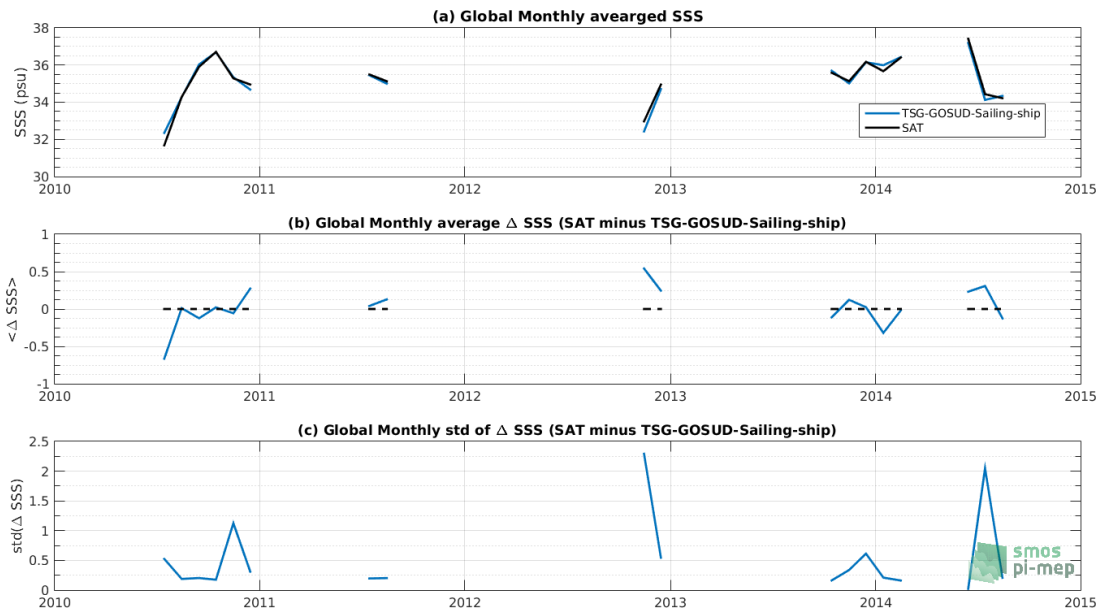 (a) Global Monthly avearged SSS
SSS (psu)
38
36
34
32
30
TSG-GOSUD-Sailing-ship
SAT
2010 2011 2012 2013 2014 2015
(b) Global Monthly average Δ SSS (SAT minus TSG-GOSUD-Sailing-ship)
<Δ SSS>
1
0.5
0
-0.5
-1
2010 2011 2012 2013 2014 2015
(c) Global Monthly std of Δ SSS (SAT minus TSG-GOSUD-Sailing-ship)
std(Δ SSS)
2.5
2
1.5
1
0.5
0
smos
pi-mep
2010 2011 2012 2013 2014 2015